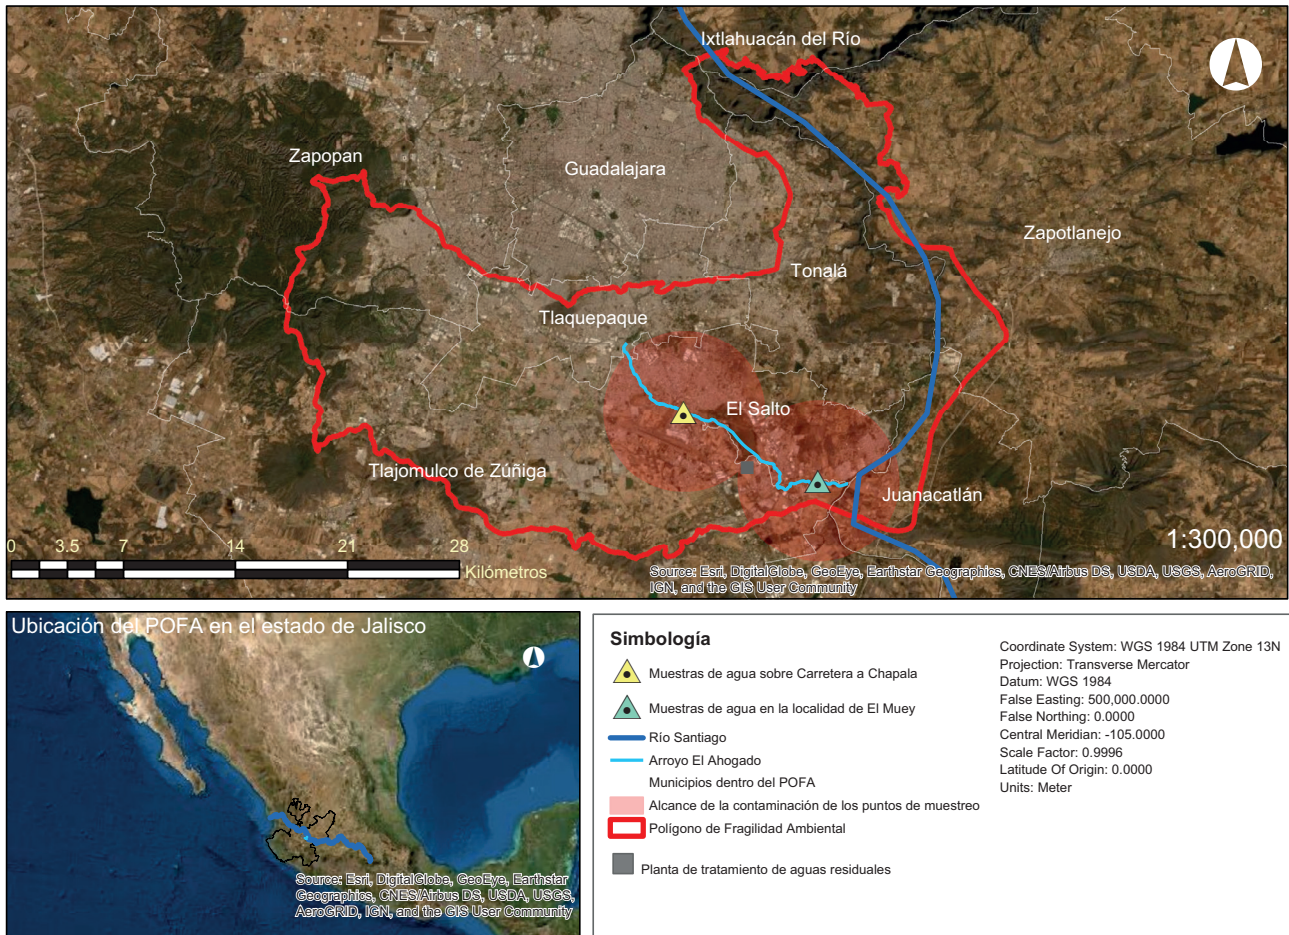 Ixtlahuacán del Río
Zapopan
Guadalajara
Zapotlanejo
Tonalá
Tlaquepaque
El Salto
Tlajomulco de Zúñiga
Juanacatlán
1:300,000
0 3.5 7 14 21 28
Kilómetros
Source: Esri, DigitalGlobe, GeoEye, Earthstar Geographics, CNES/Airbus DS, USDA, USGS, AeroGRID,
IGN, and the GIS User Community
Ubicación del POFA en el estado de Jalisco
Source: Esri, DigitalGlobe, GeoEye, Earthstar
Geographics, CNES/Airbus DS, USDA, USGS,
AeroGRID, IGN, and the GIS User Community
Simbología
Muestras de agua sobre Carretera a Chapala
Muestras de agua en la localidad de El Muey
Río Santiago
Arroyo El Ahogado
Municipios dentro del POFA
Alcance de la contaminación de los puntos de muestreo
Polígono de Fragilidad Ambiental
Planta de tratamiento de aguas residuales
Coordinate System: WGS 1984 UTM Zone 13N
Projection: Transverse Mercator
Datum: WGS 1984
False Easting: 500,000.0000
False Northing: 0.0000
Central Meridian: -105.0000
Scale Factor: 0.9996
Latitude Of Origin: 0.0000
Units: Meter